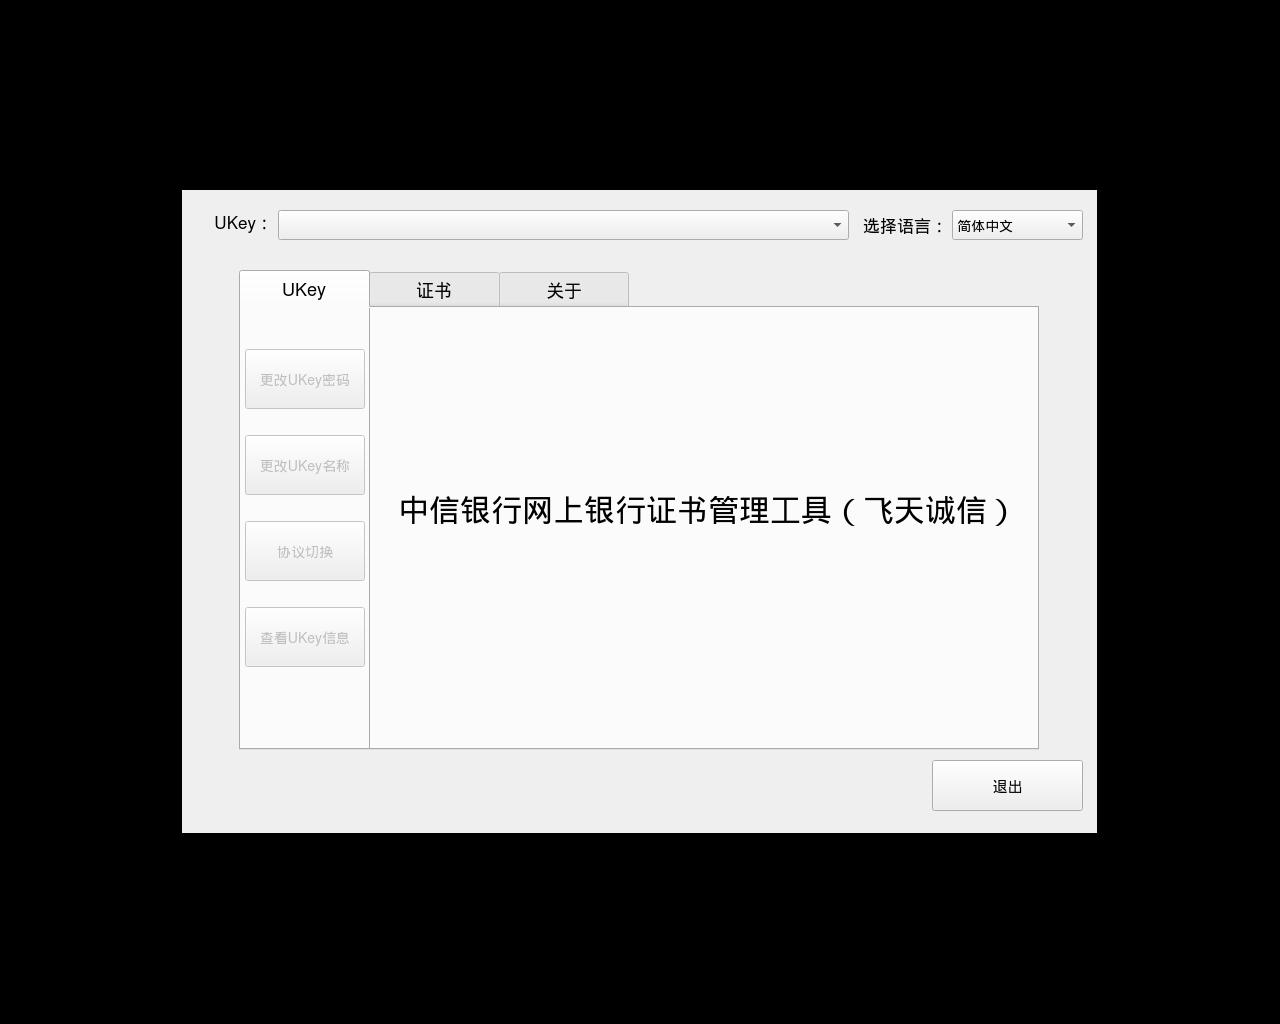 UKey：
选择语言：
简体中文
UKey
证书
关于
更改UKey密码
更改UKey名称
协议切换
查看UKey信息
中信银行网上银行证书管理工具（飞天诚信）
退出